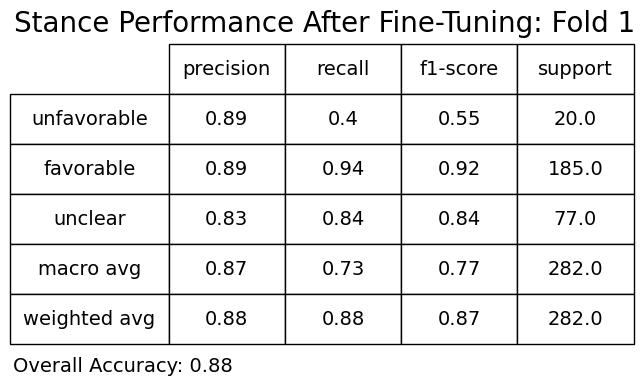 Stance Performance After Fine-Tuning: Fold 1
precision recall f1-score support
unfavorable 0.89 0.4 0.55 20.0
favorable 0.89 0.94 0.92 185.0
unclear 0.83 0.84 0.84 77.0
macro avg 0.87 0.73 0.77 282.0
weighted avg 0.88 0.88 0.87 282.0
Overall Accuracy: 0.88